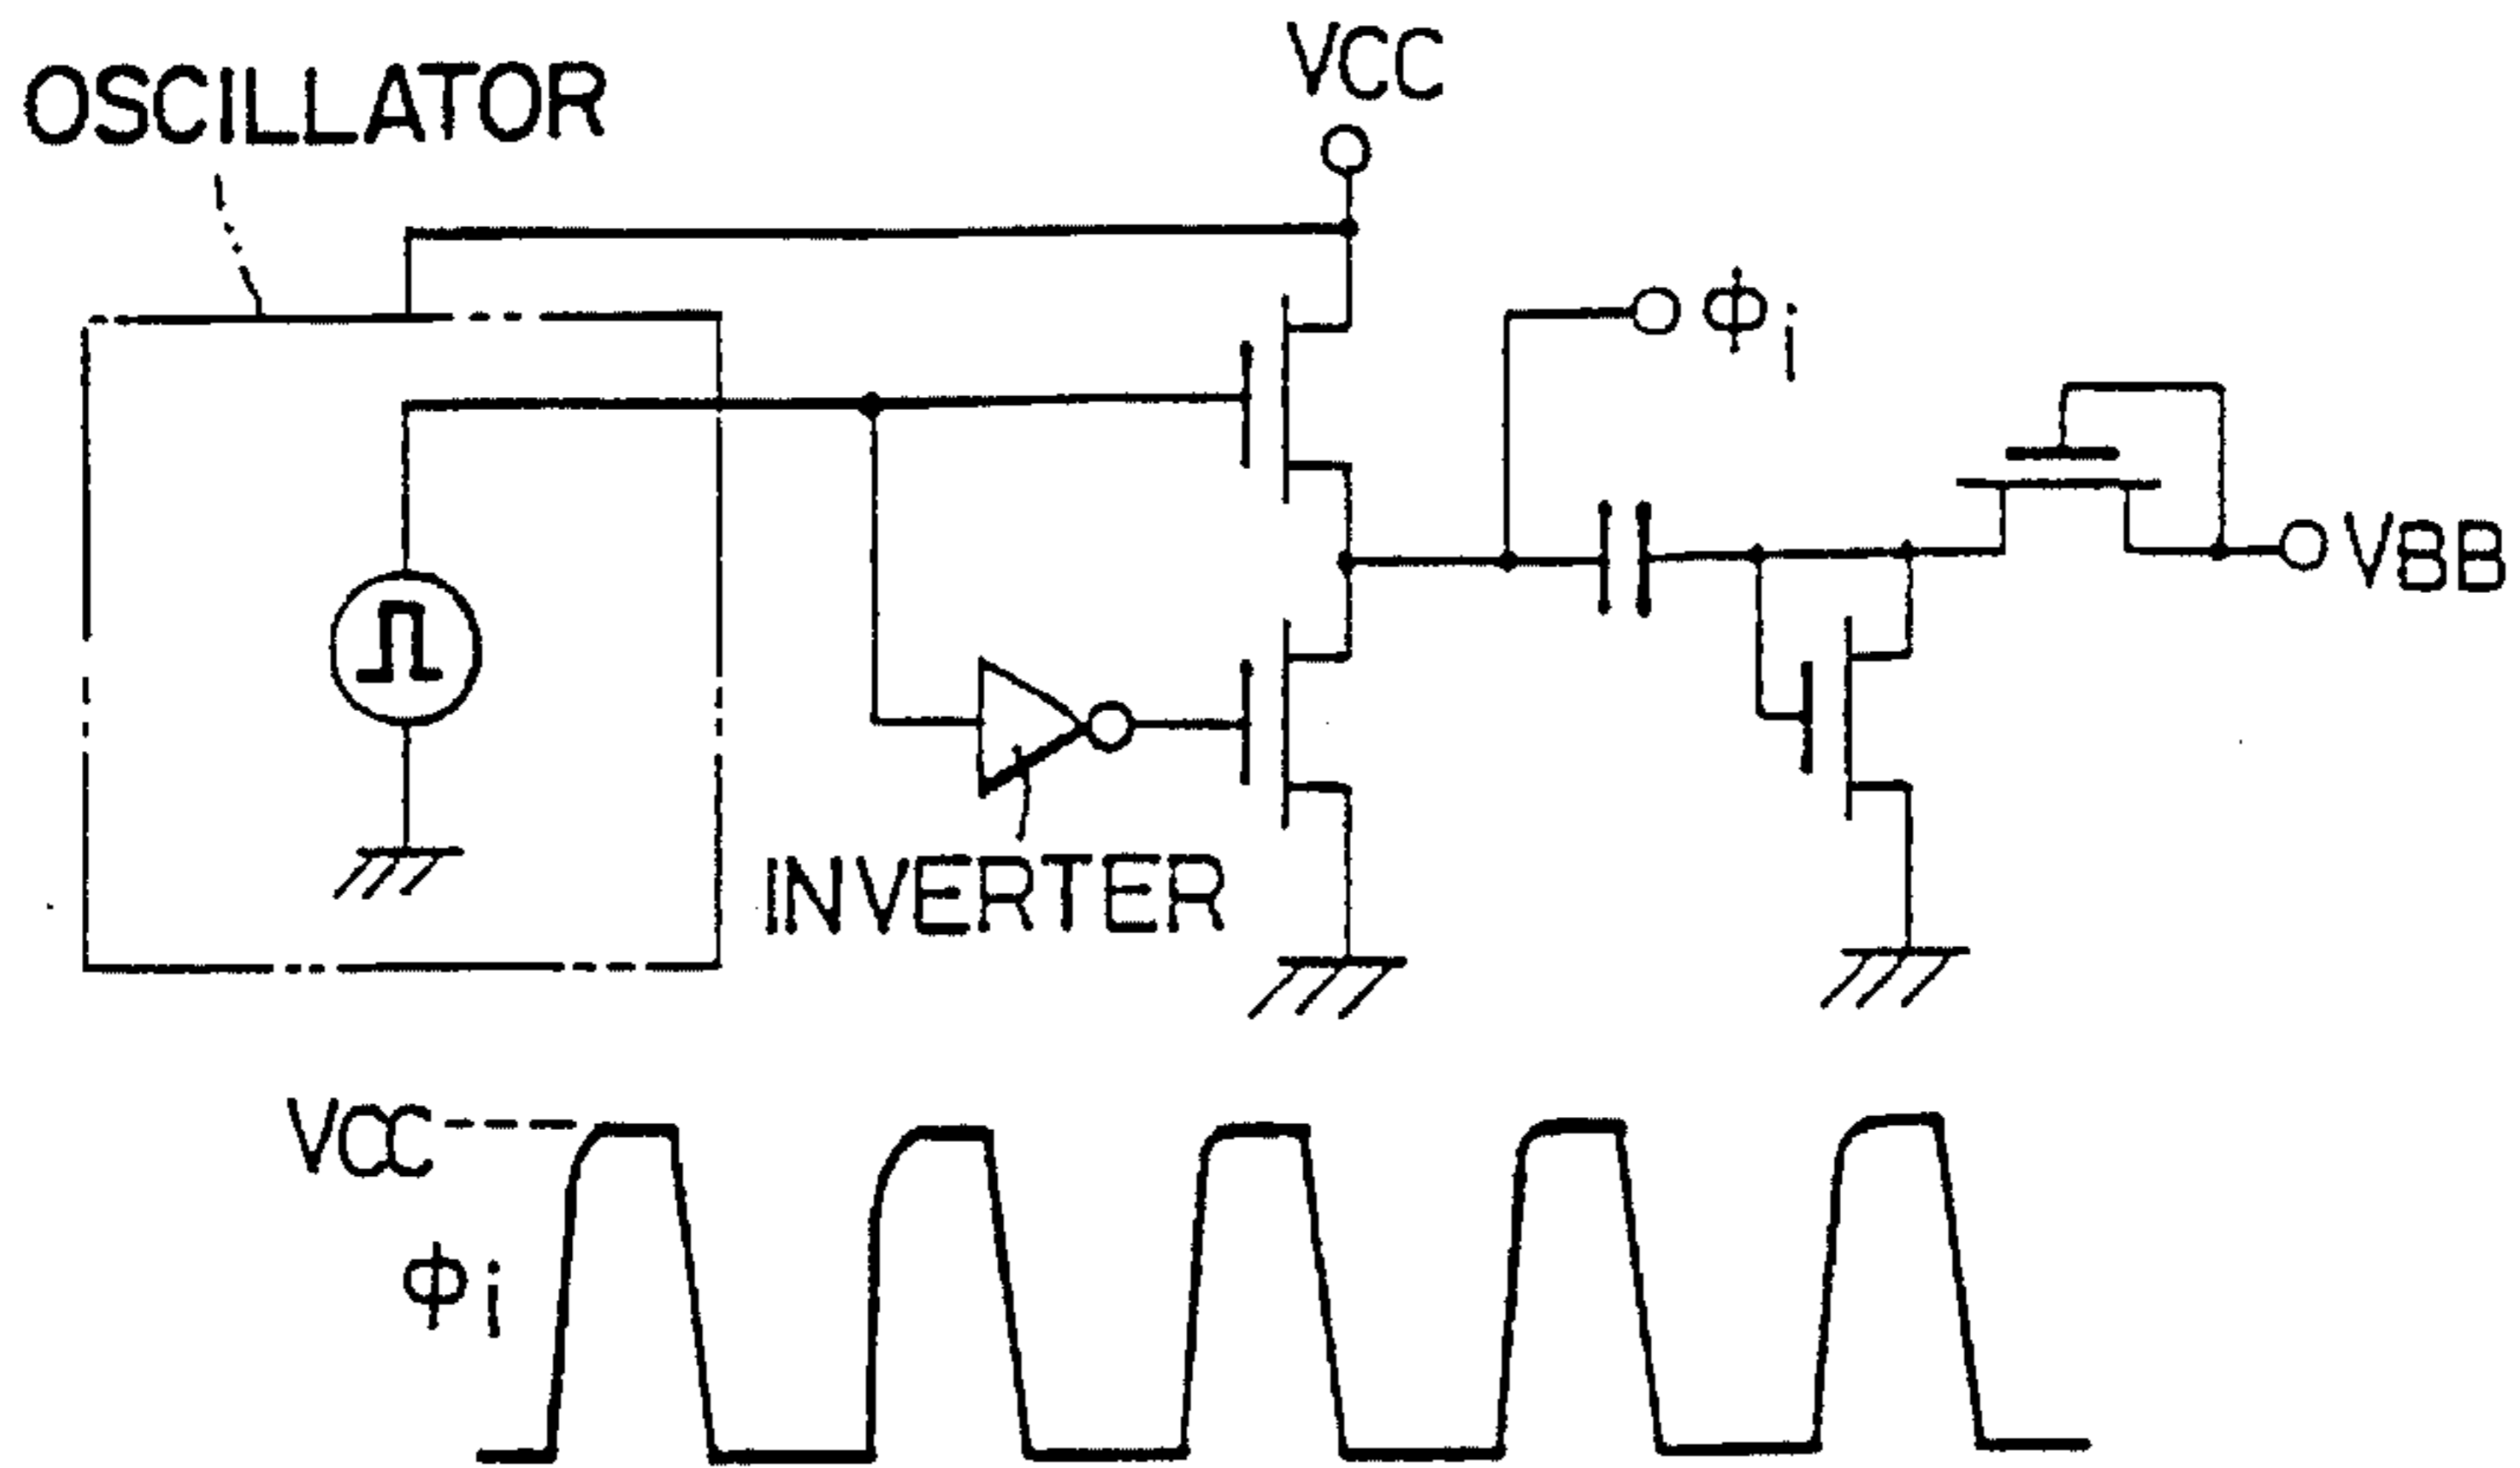 OSCILLATOR
VCC
ϕi
VBB
INVERTER
VCC
ϕi